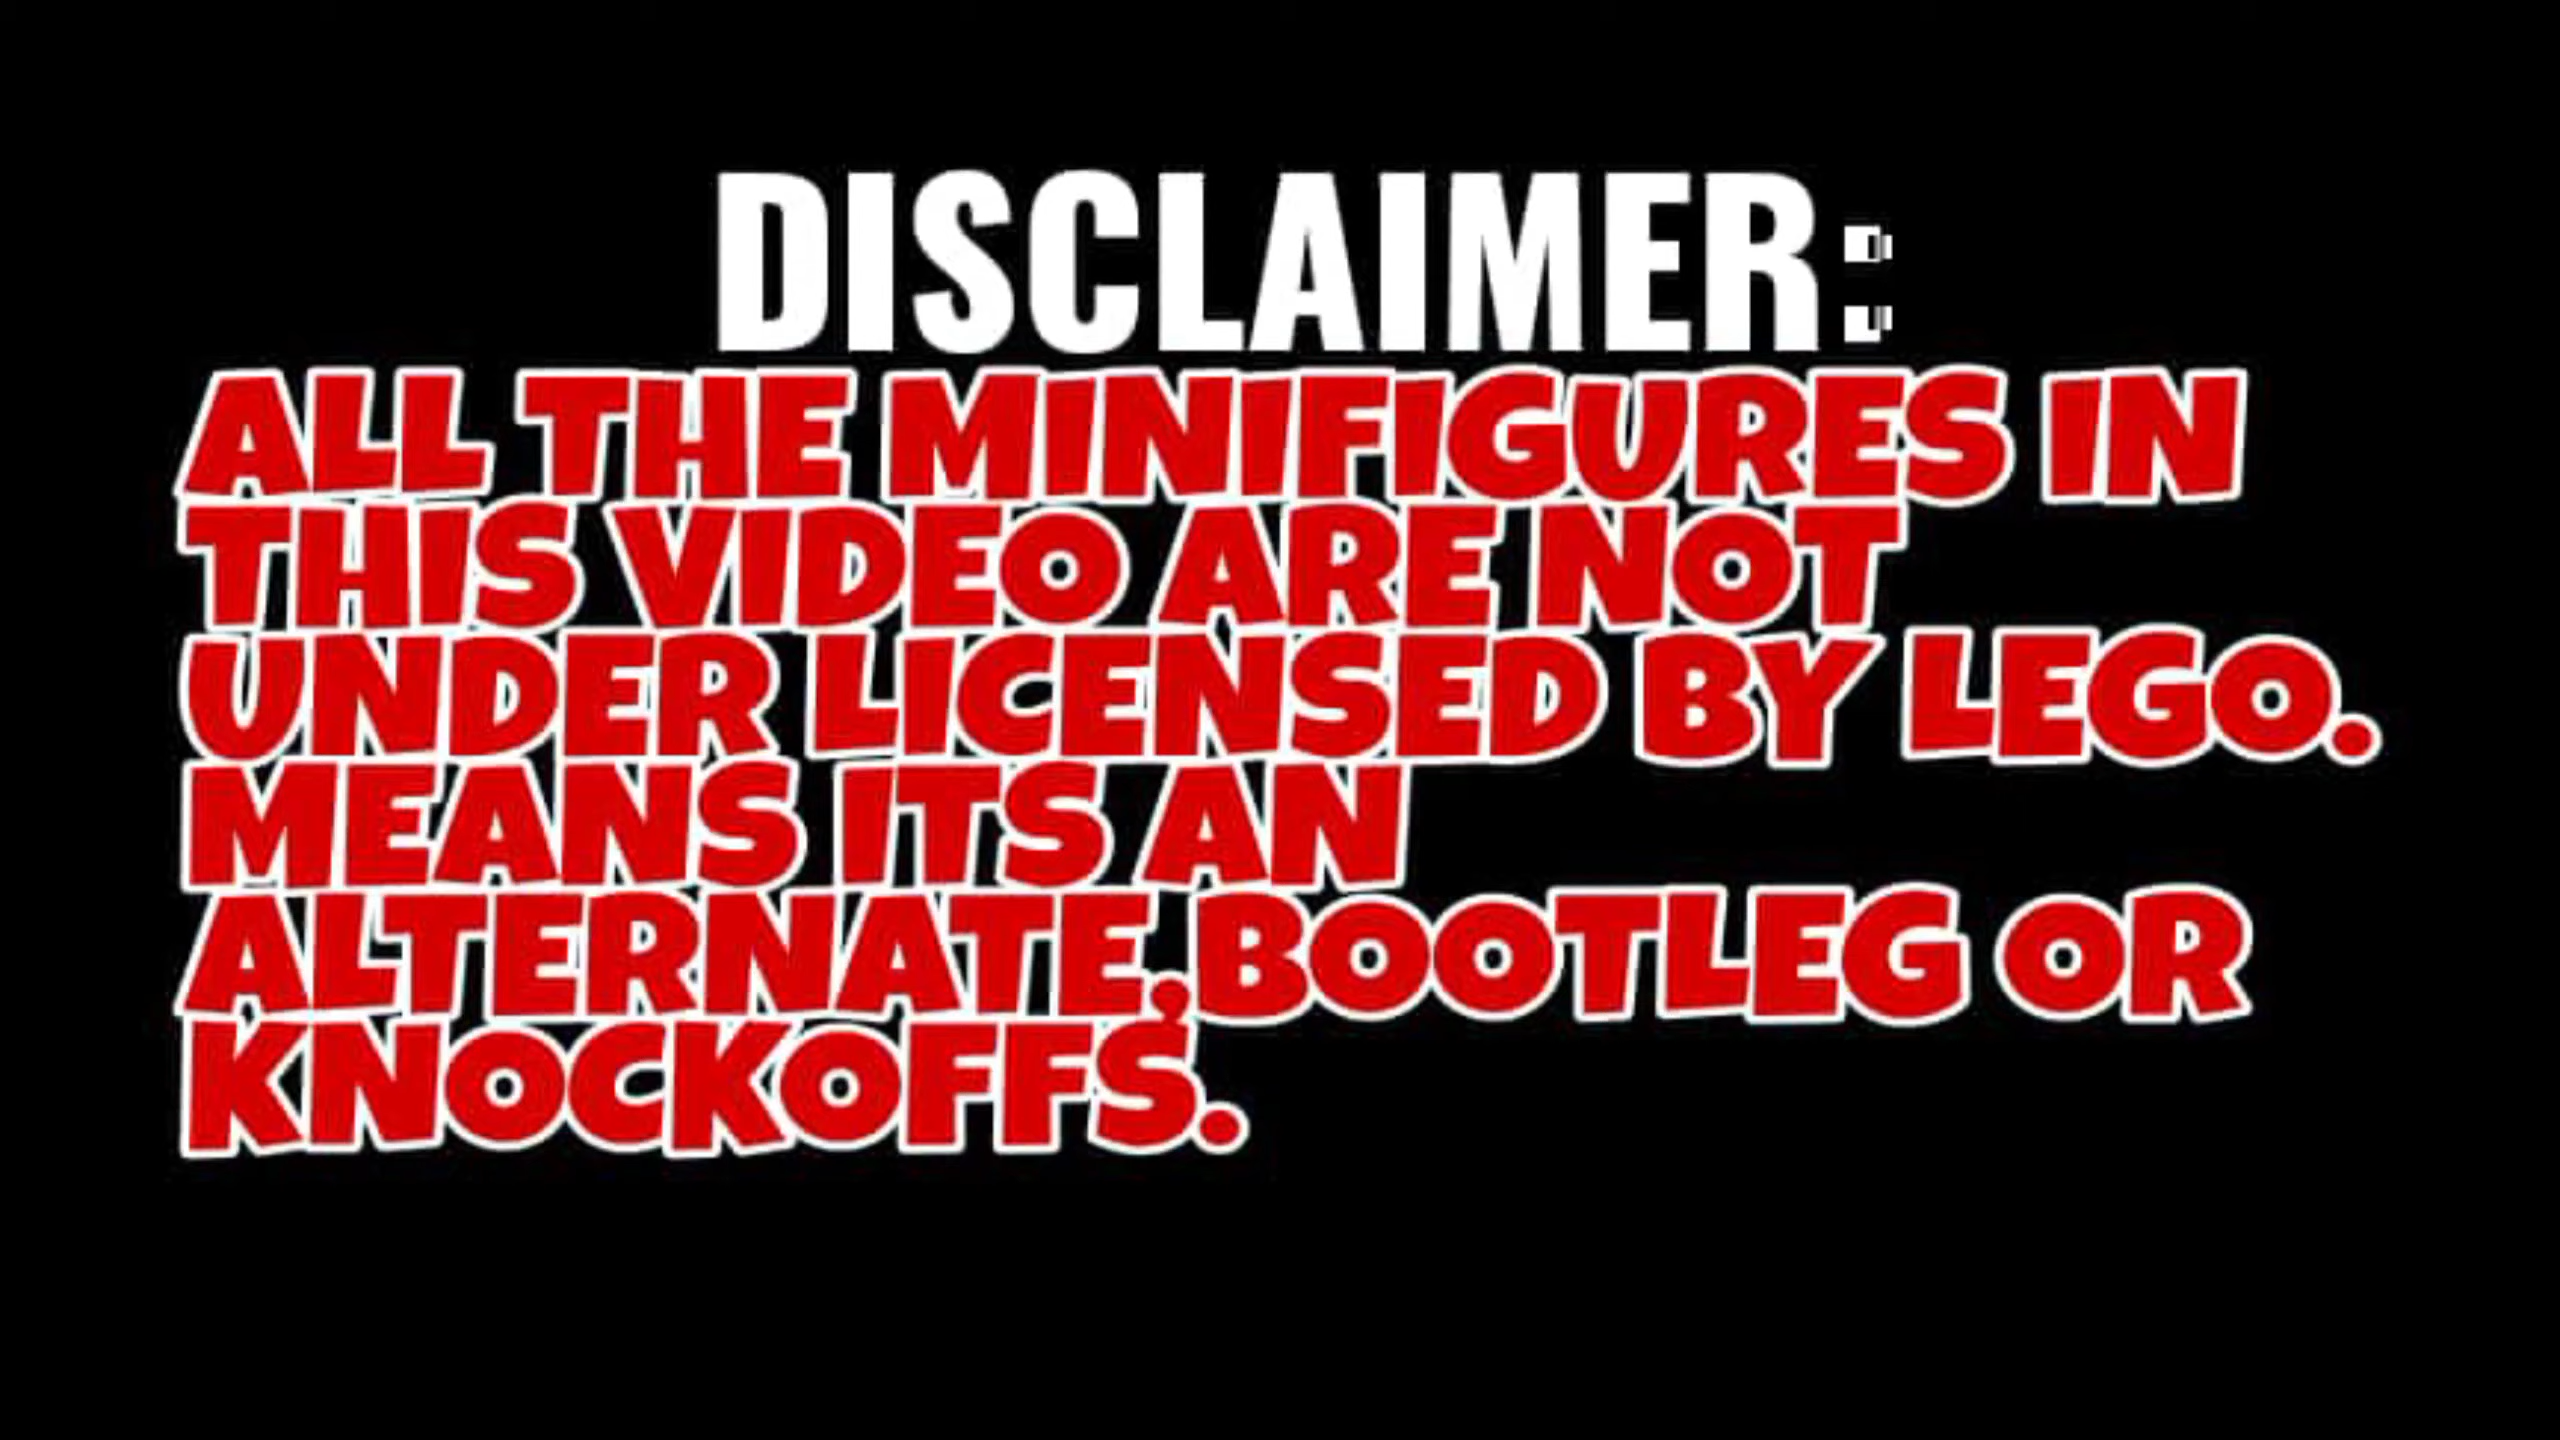 DISCLAIMER:
ALL THE MINIFIGURES IN
THIS VIDEO ARE NOT
UNDER LICENSED BY LEGO.
MEANS ITS AN
ALTERNATE,BOOTLEG OR
KNOCKOFFS.